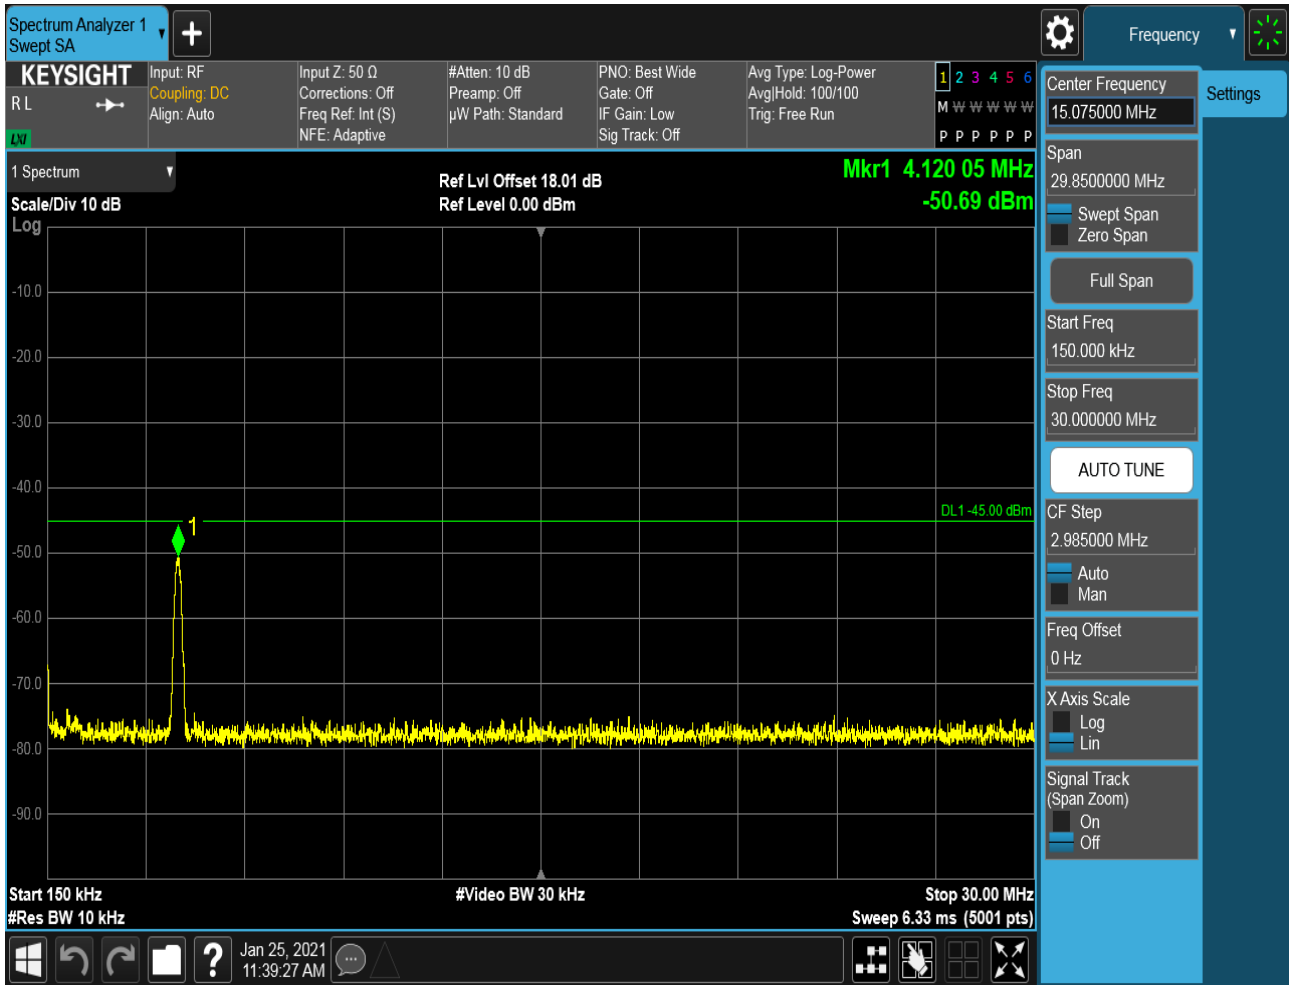 Spectrum Analyzer 1
Swept SA
Frequency
KEYSIGHT
R L
LXI
Input: RF
Coupling: DC
Align: Auto
Input Z: 50 Ω
Corrections: Off
Freq Ref: Int (S)
NFE: Adaptive
#Atten: 10 dB
Preamp: Off
µW Path: Standard
PNO: Best Wide
Gate: Off
IF Gain: Low
Sig Track: Off
Avg Type: Log-Power
Avg|Hold: 100/100
Trig: Free Run
1 2 3 4 5 6
M W W W W W
P P P P P P
1 Spectrum
Scale/Div 10 dB
Log
Ref Lvl Offset 18.01 dB
Ref Level 0.00 dBm
Mkr1 4.120 05 MHz
-50.69 dBm
-10.0
-20.0
-30.0
-40.0
DL1 -45.00 dBm
1
-50.0
-60.0
-70.0
-80.0
-90.0
Start 150 kHz
#Res BW 10 kHz
#Video BW 30 kHz
Stop 30.00 MHz
Sweep 6.33 ms (5001 pts)
Center Frequency
15.075000 MHz
Settings
Span
29.8500000 MHz
Swept Span
Zero Span
Full Span
Start Freq
150.000 kHz
Stop Freq
30.000000 MHz
AUTO TUNE
CF Step
2.985000 MHz
Auto
Man
Freq Offset
0 Hz
X Axis Scale
Log
Lin
Signal Track
(Span Zoom)
On
Off
?
Jan 25, 2021
11:39:27 AM